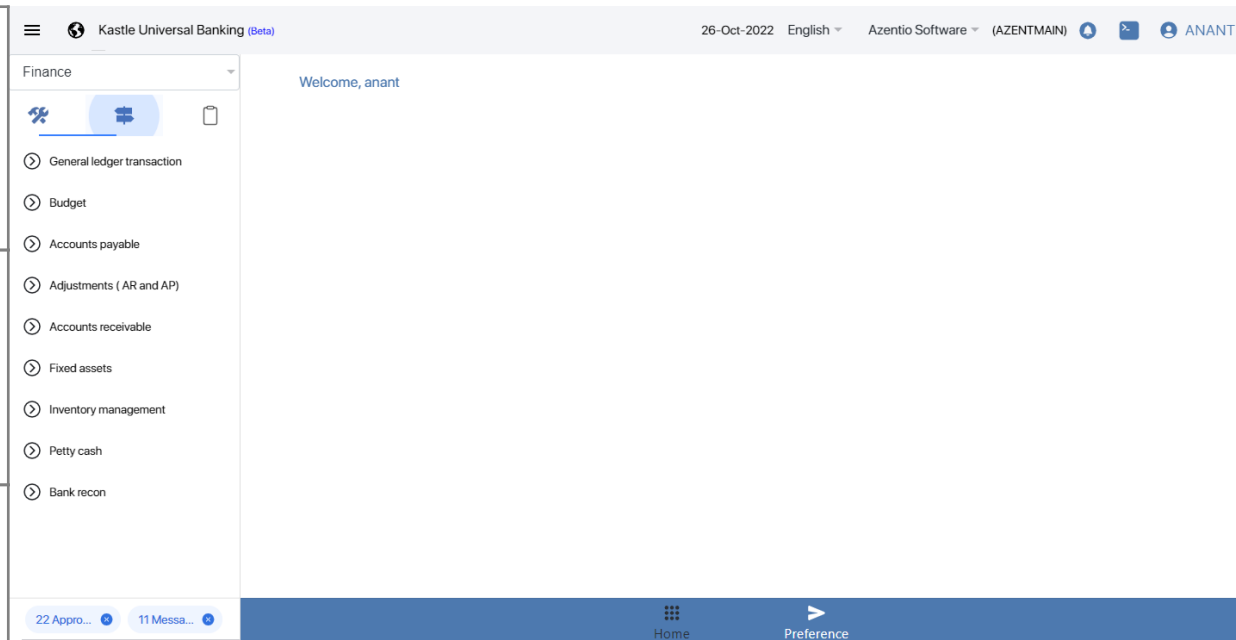 Kastle Universal Banking (Beta) 26-Oct-2022 English Azentio Software (AZENTMAIN) >_ ANANT
Finance
Welcome, anant
General ledger transaction
Budget
Accounts payable
Adjustments ( AR and AP)
Accounts receivable
Fixed assets
Inventory management
Petty cash
Bank recon
22 Appro... 11 Messa...
Home Preference